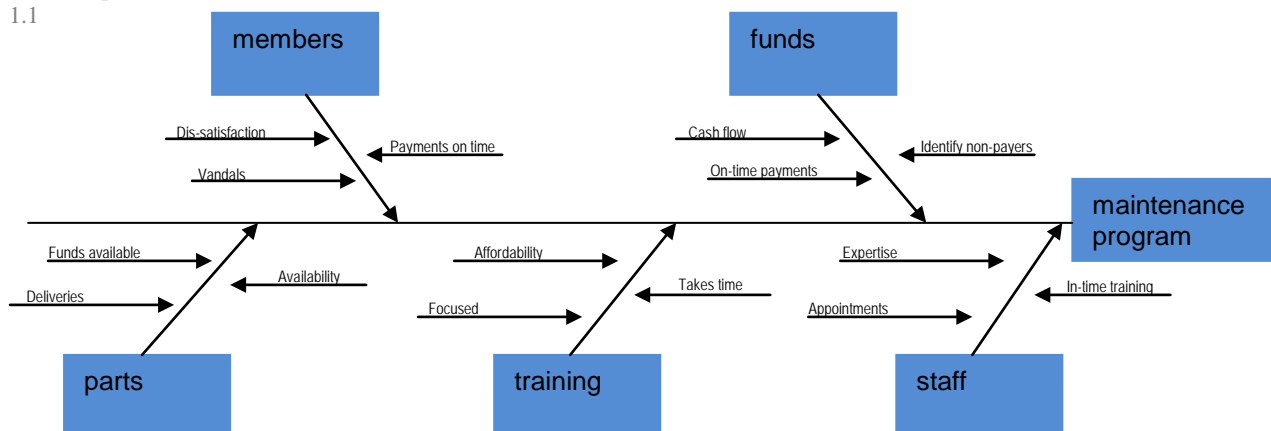 1.1
members
funds
Dis-satisfaction
Payments on time
Vandals
Cash flow
Identify non-payers
On-time payments
maintenance
program
Funds available
Availability
Deliveries
Affordability
Takes time
Focused
Expertise
In-time training
Appointments
parts
training
staff